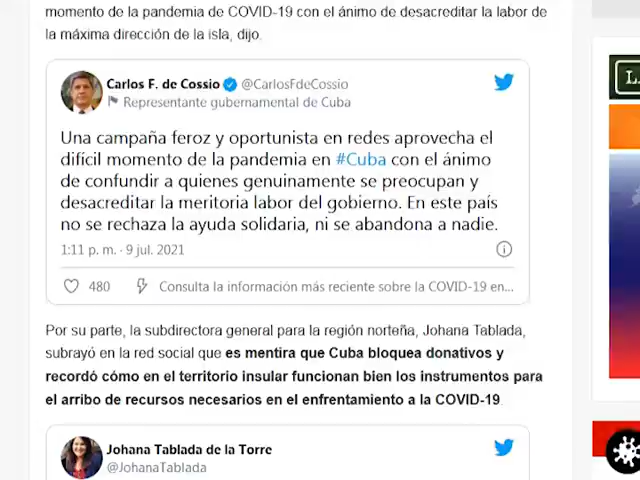 momento de la pandemia de COVID-19 con el ánimo de desacreditar la labor de
la máxima dirección de la isla, dijo.
Carlos F. de Cossio @CarlosFdeCossio
Representante gubernamental de Cuba
Una campaña feroz y oportunista en redes aprovecha el
difícil momento de la pandemia en #Cuba con el ánimo
de confundir a quienes genuinamente se preocupan y
desacreditar la meritoria labor del gobierno. En este país
no se rechaza la ayuda solidaria, ni se abandona a nadie.
1:11 p. m. · 9 jul. 2021
480 Consulta la información más reciente sobre la COVID-19 en...
Por su parte, la subdirectora general para la región norteña, Johana Tablada,
subrayó en la red social que es mentira que Cuba bloquea donativos y
recordó cómo en el territorio insular funcionan bien los instrumentos para
el arribo de recursos necesarios en el enfrentamiento a la COVID-19.
Johana Tablada de la Torre
@JohanaTablada